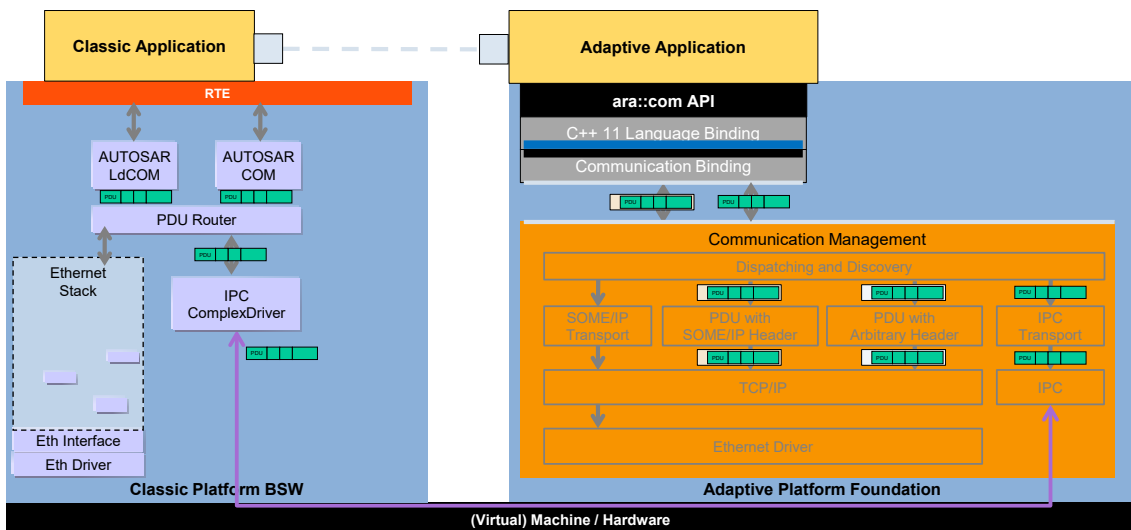 Classic Application
Adaptive Application
RTE
ara::com API
C++ 11 Language Binding
Communication Binding
AUTOSAR
LdCOM
AUTOSAR
COM
PDU
PDU
PDU Router
PDU
PDU
PDU
Ethernet
Stack
IPC
ComplexDriver
PDU
Eth Interface
Eth Driver
Classic Platform BSW
Communication Management
Dispatching and Discovery
PDU
PDU
PDU
SOME/IP
Transport
PDU with
SOME/IP Header
PDU with
Arbitrary Header
IPC
Transport
PDU
PDU
PDU
TCP/IP
IPC
Ethernet Driver
Adaptive Platform Foundation
(Virtual) Machine / Hardware